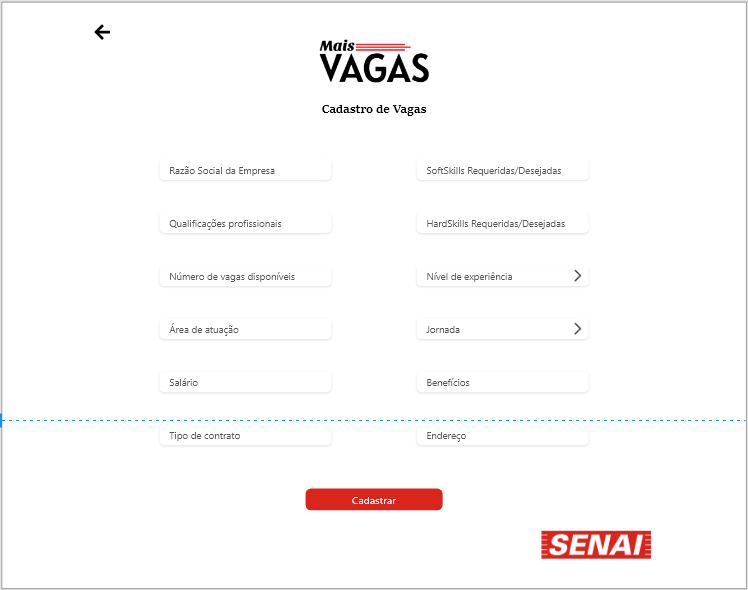 Mais
VAGAS
Cadastro de Vagas
Razão Social da Empresa
SoftSkills Requeridas/Desejadas
Qualificações profissionais
HardSkills Requeridas/Desejadas
Número de vagas disponíveis
Nível de experiência
Área de atuação
Jornada
Salário
Benefícios
Tipo de contrato
Endereço
Cadastrar
SENAI